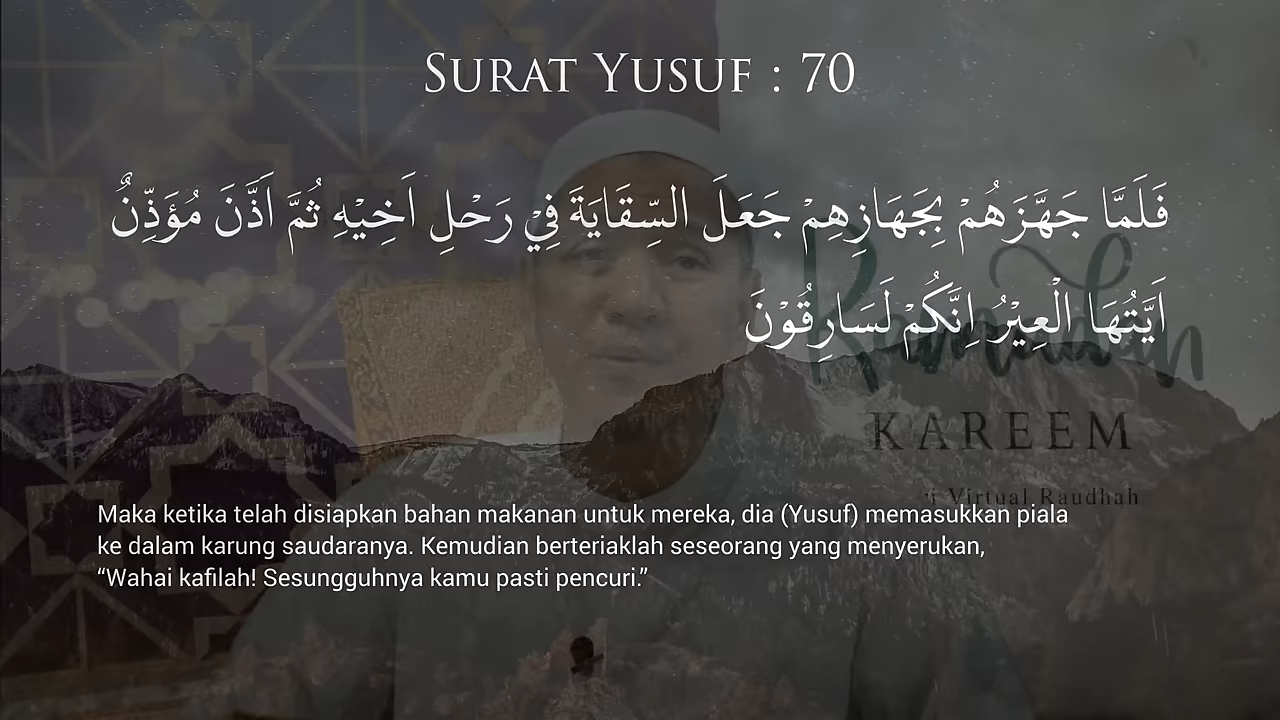 SURAT YUSUF : 70
فَلَمَّا جَهَّزَهُمْ بِجَهَازِهِمْ جَعَلَ السِّقَايَةَ فِيْ رَحْلِ اَخِيْهِ ثُمَّ اَذَّنَ مُؤَذِّنٌ
اَيَّتُهَا الْعِيْرُ اِنَّكُمْ لَسَارِقُوْنَ
Ramadan
KAREEM
i Virtual Raudhah
Maka ketika telah disiapkan bahan makanan untuk mereka, dia (Yusuf) memasukkan piala
ke dalam karung saudaranya. Kemudian berteriaklah seseorang yang menyerukan,
“Wahai kafilah! Sesungguhnya kamu pasti pencuri.”